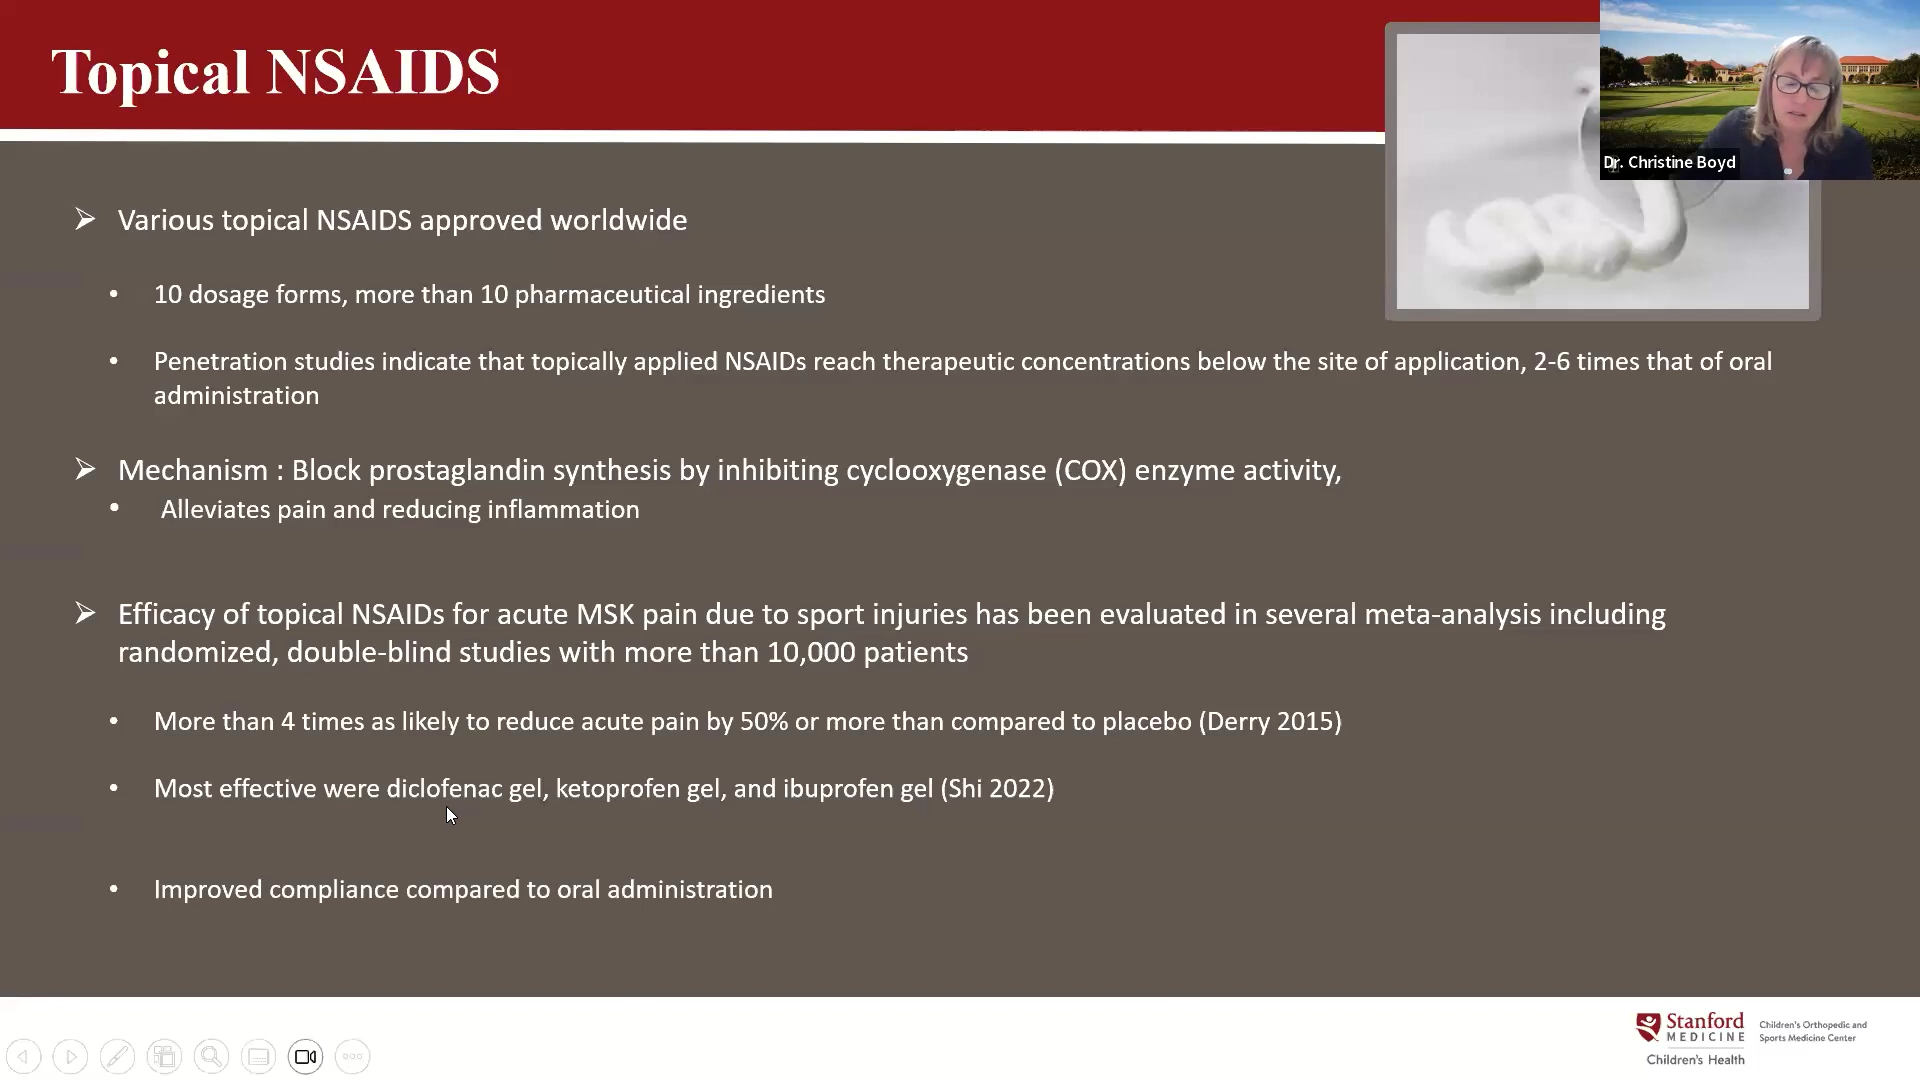 Topical NSAIDS
Dr. Christine Boyd
Various topical NSAIDS approved worldwide
10 dosage forms, more than 10 pharmaceutical ingredients
Penetration studies indicate that topically applied NSAIDs reach therapeutic concentrations below the site of application, 2-6 times that of oral
administration
Mechanism : Block prostaglandin synthesis by inhibiting cyclooxygenase (COX) enzyme activity,
Alleviates pain and reducing inflammation
Efficacy of topical NSAIDs for acute MSK pain due to sport injuries has been evaluated in several meta-analysis including
randomized, double-blind studies with more than 10,000 patients
More than 4 times as likely to reduce acute pain by 50% or more than compared to placebo (Derry 2015)
Most effective were diclofenac gel, ketoprofen gel, and ibuprofen gel (Shi 2022)
Improved compliance compared to oral administration
Stanford
MEDICINE
Children's Health
Children's Orthopedic and
Sports Medicine Center